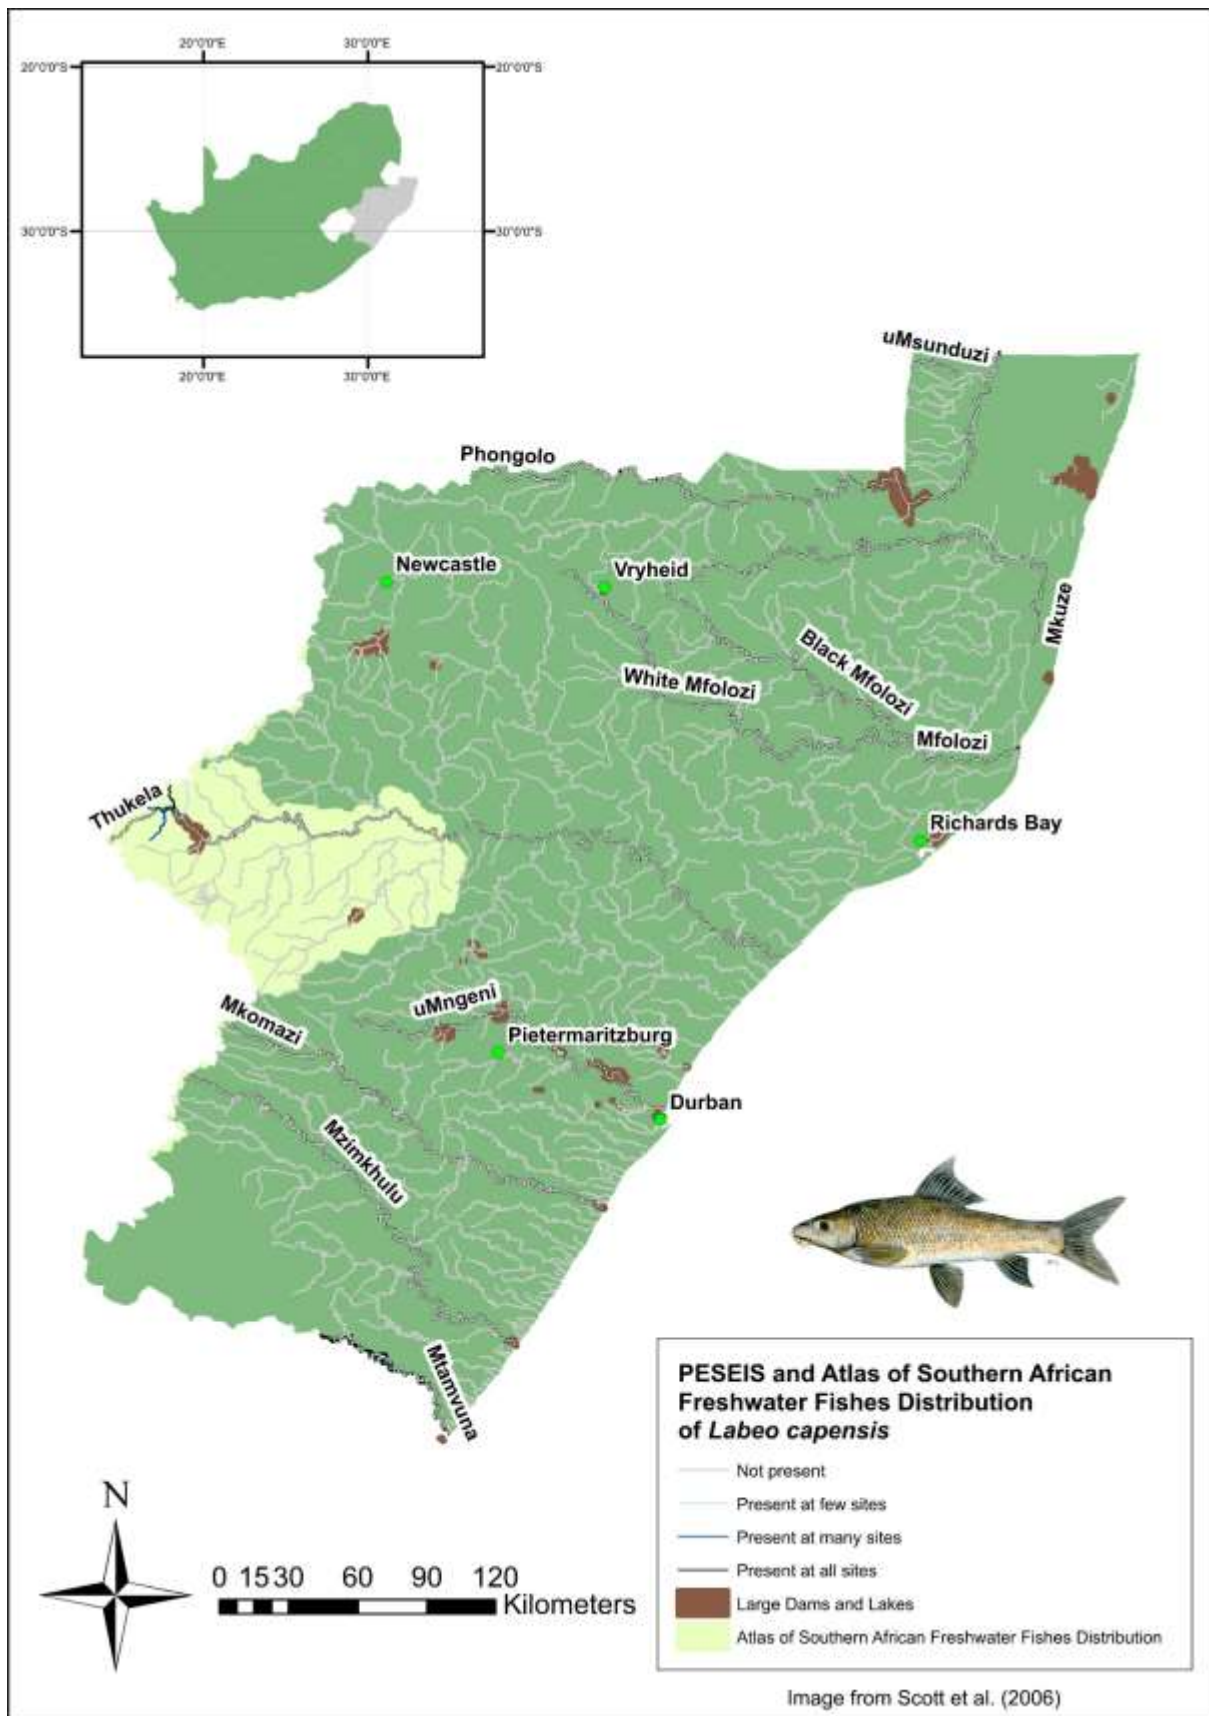 20°0'0"E
30°0'0"E
20°0'0"S
20°0'0"S
30°0'0"S
30°0'0"S
20°0'0"E
30°0'0"E
uMsunduzi
Phongolo
Newcastle
Vryheid
Mkuze
Black Mfolozi
White Mfolozi
Mfolozi
Thukela
Richards Bay
uMngeni
Mkomazi
Pietermaritzburg
Durban
Mzimkhulu
Mtamvuna
PESEIS and Atlas of Southern African
Freshwater Fishes Distribution
of Labeo capensis
Not present
Present at few sites
Present at many sites
Present at all sites
Large Dams and Lakes
Atlas of Southern African Freshwater Fishes Distribution
N
0 15 30 60 90 120
Kilometers
Image from Scott et al. (2006)